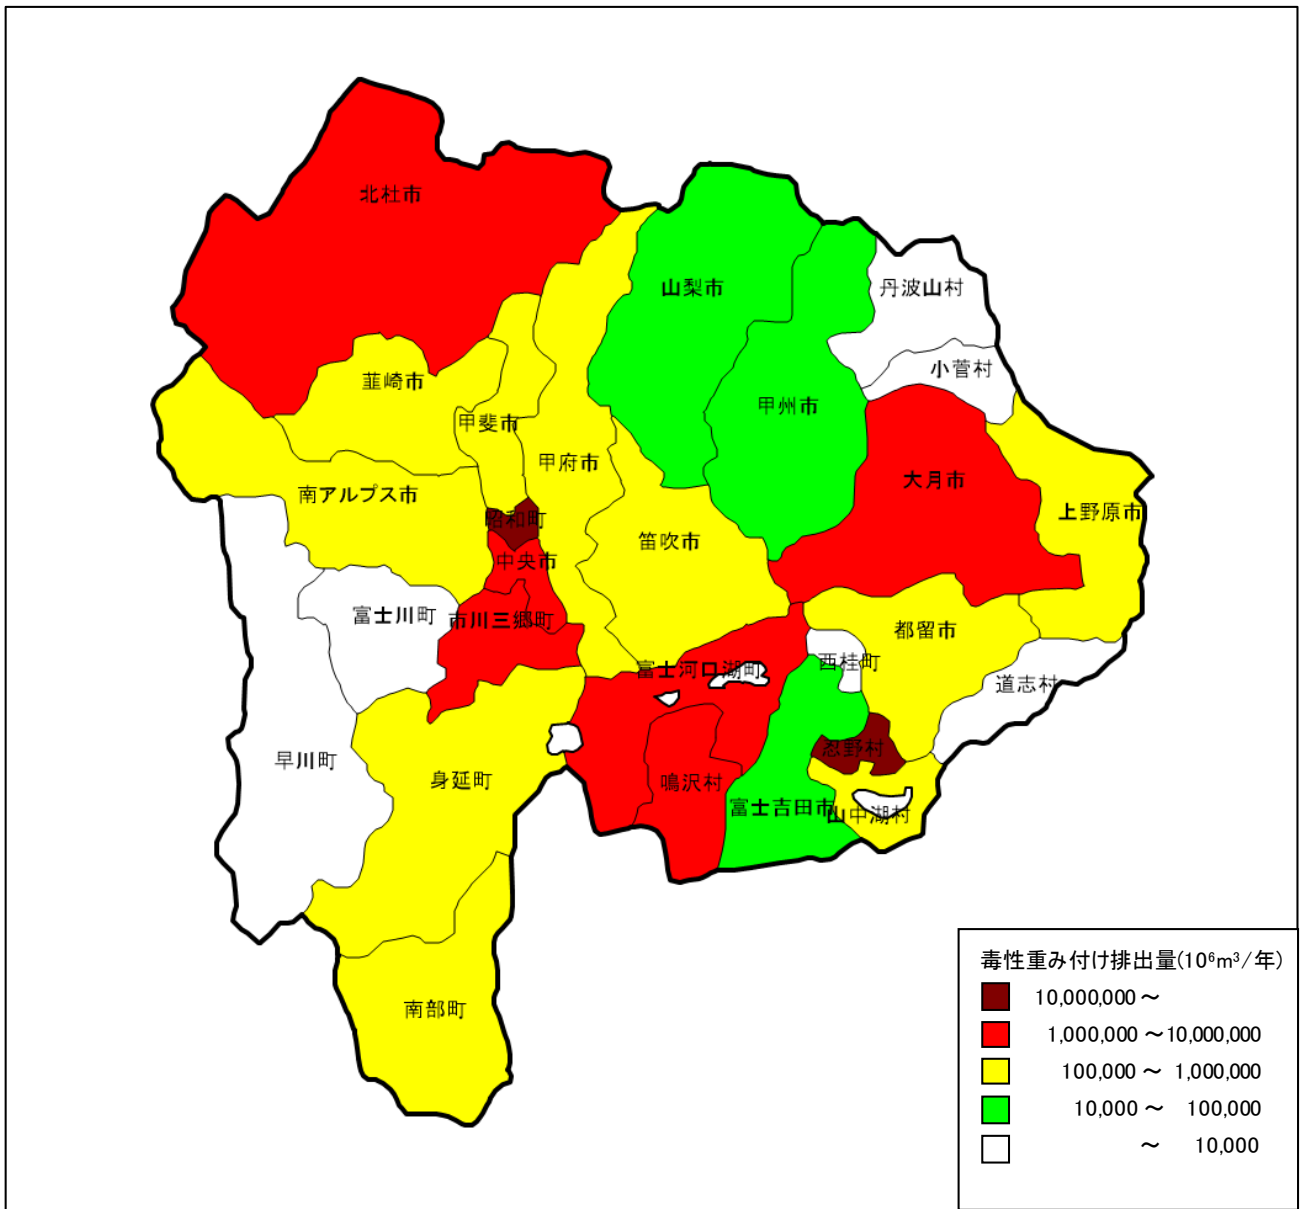 北杜市
山梨市
丹波山村
小菅村
韮崎市
甲斐市
甲州市
甲府市
大月市
南アルプス市
上野原市
昭和町
笛吹市
中央市
富士川町
市川三郷町
都留市
富士河口湖町
西桂町
道志村
早川町
身延町
鳴沢村
忍野村
富士吉田市
山中湖村
南部町
毒性重み付け排出量(10⁶m³/年)
10,000,000～
1,000,000～10,000,000
100,000～ 1,000,000
10,000～ 100,000
～ 10,000